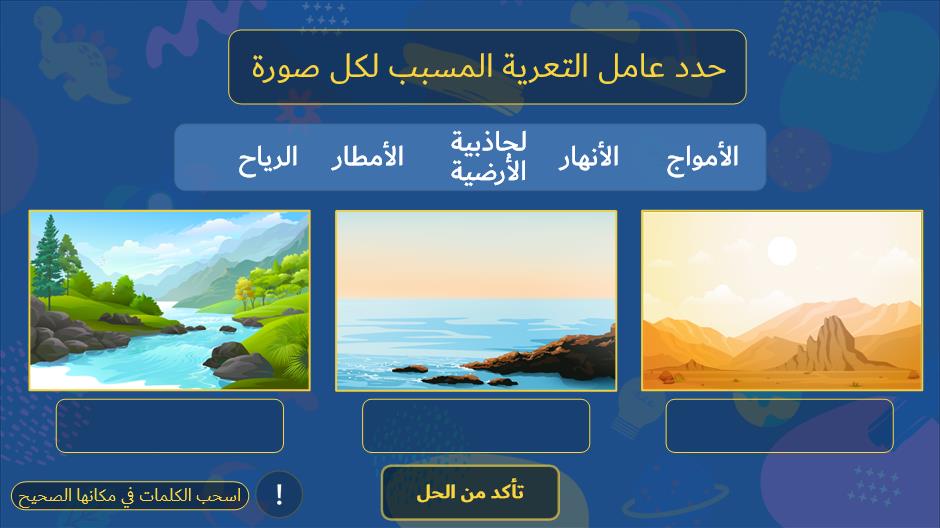 حدد عامل التعرية المسبب لكل صورة
الأمواج
الأنهار
لجاذبية
الأرضية
الأمطار
الرياح
تأكد من الحل
!
اسحب الكلمات في مكانها الصحيح